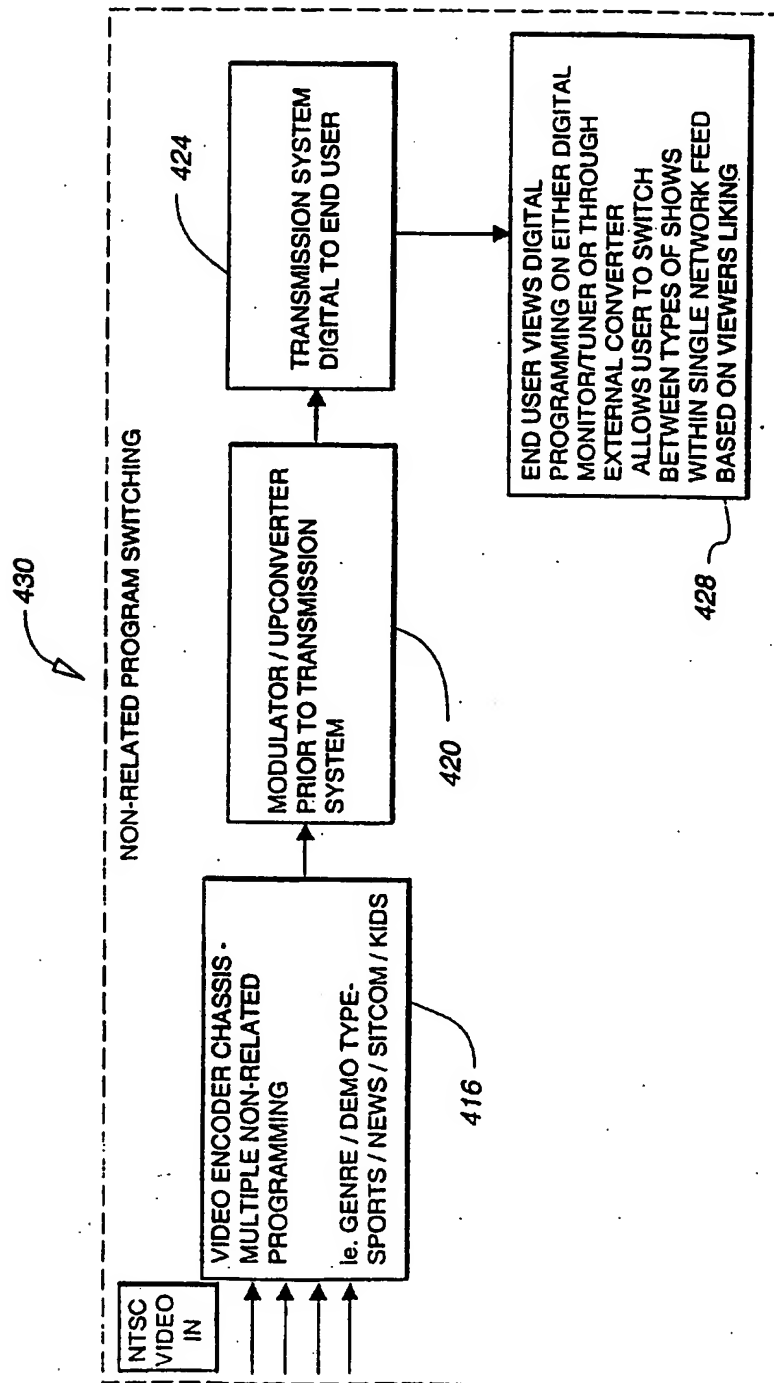 430
NON-RELATED PROGRAM SWITCHING
NTSC
VIDEO
IN
VIDEO ENCODER CHASSIS -
MULTIPLE NON-RELATED
PROGRAMMING
ie. GENRE / DEMO TYPE-
SPORTS / NEWS / SITCOM / KIDS
416
MODULATOR / UPCONVERTER
PRIOR TO TRANSMISSION
SYSTEM
420
TRANSMISSION SYSTEM
DIGITAL TO END USER
424
END USER VIEWS DIGITAL
PROGRAMMING ON EITHER DIGITAL
MONITOR/TUNER OR THROUGH
EXTERNAL CONVERTER
ALLOWS USER TO SWITCH
BETWEEN TYPES OF SHOWS
WITHIN SINGLE NETWORK FEED
BASED ON VIEWERS LIKING
428